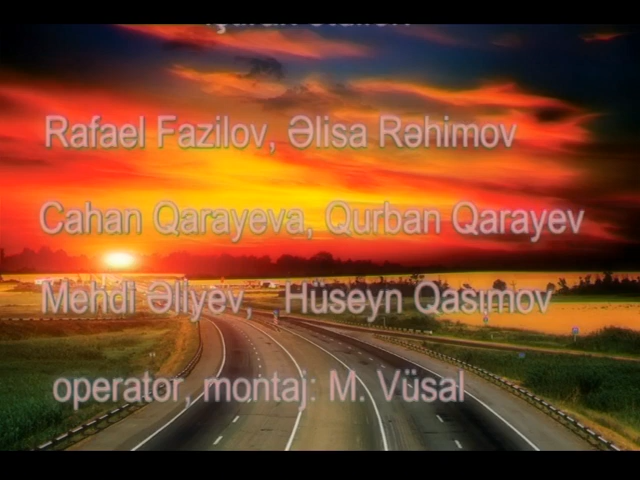 Rafael Fazilov, Əlisa Rəhimov
Cahan Qarayeva, Qurban Qarayev
Mehdi Əliyev, Hüseyn Qasımov
operator, montaj: M. Vüsal